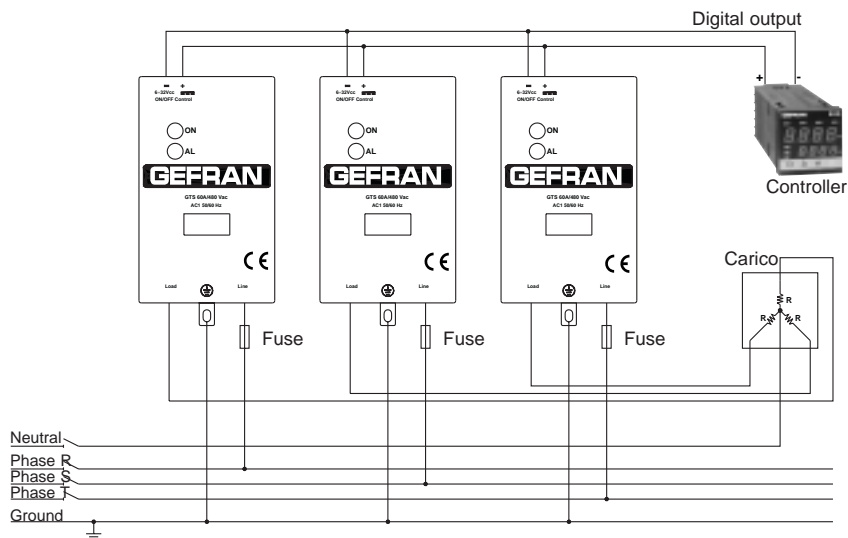 Digital output
- +
6÷32Vcc
ON/OFF Control
ON
AL
GEFRAN
GTS 60A/480 Vac
AC1 50/60 Hz
CE
Load
Line
Fuse
- +
6÷32Vcc
ON/OFF Control
ON
AL
GEFRAN
GTS 60A/480 Vac
AC1 50/60 Hz
CE
Load
Line
Fuse
- +
6÷32Vcc
ON/OFF Control
ON
AL
GEFRAN
GTS 60A/480 Vac
AC1 50/60 Hz
CE
Load
Line
Fuse
+ -
Controller
Carico
R
R
R
Neutral
Phase R
Phase S
Phase T
Ground